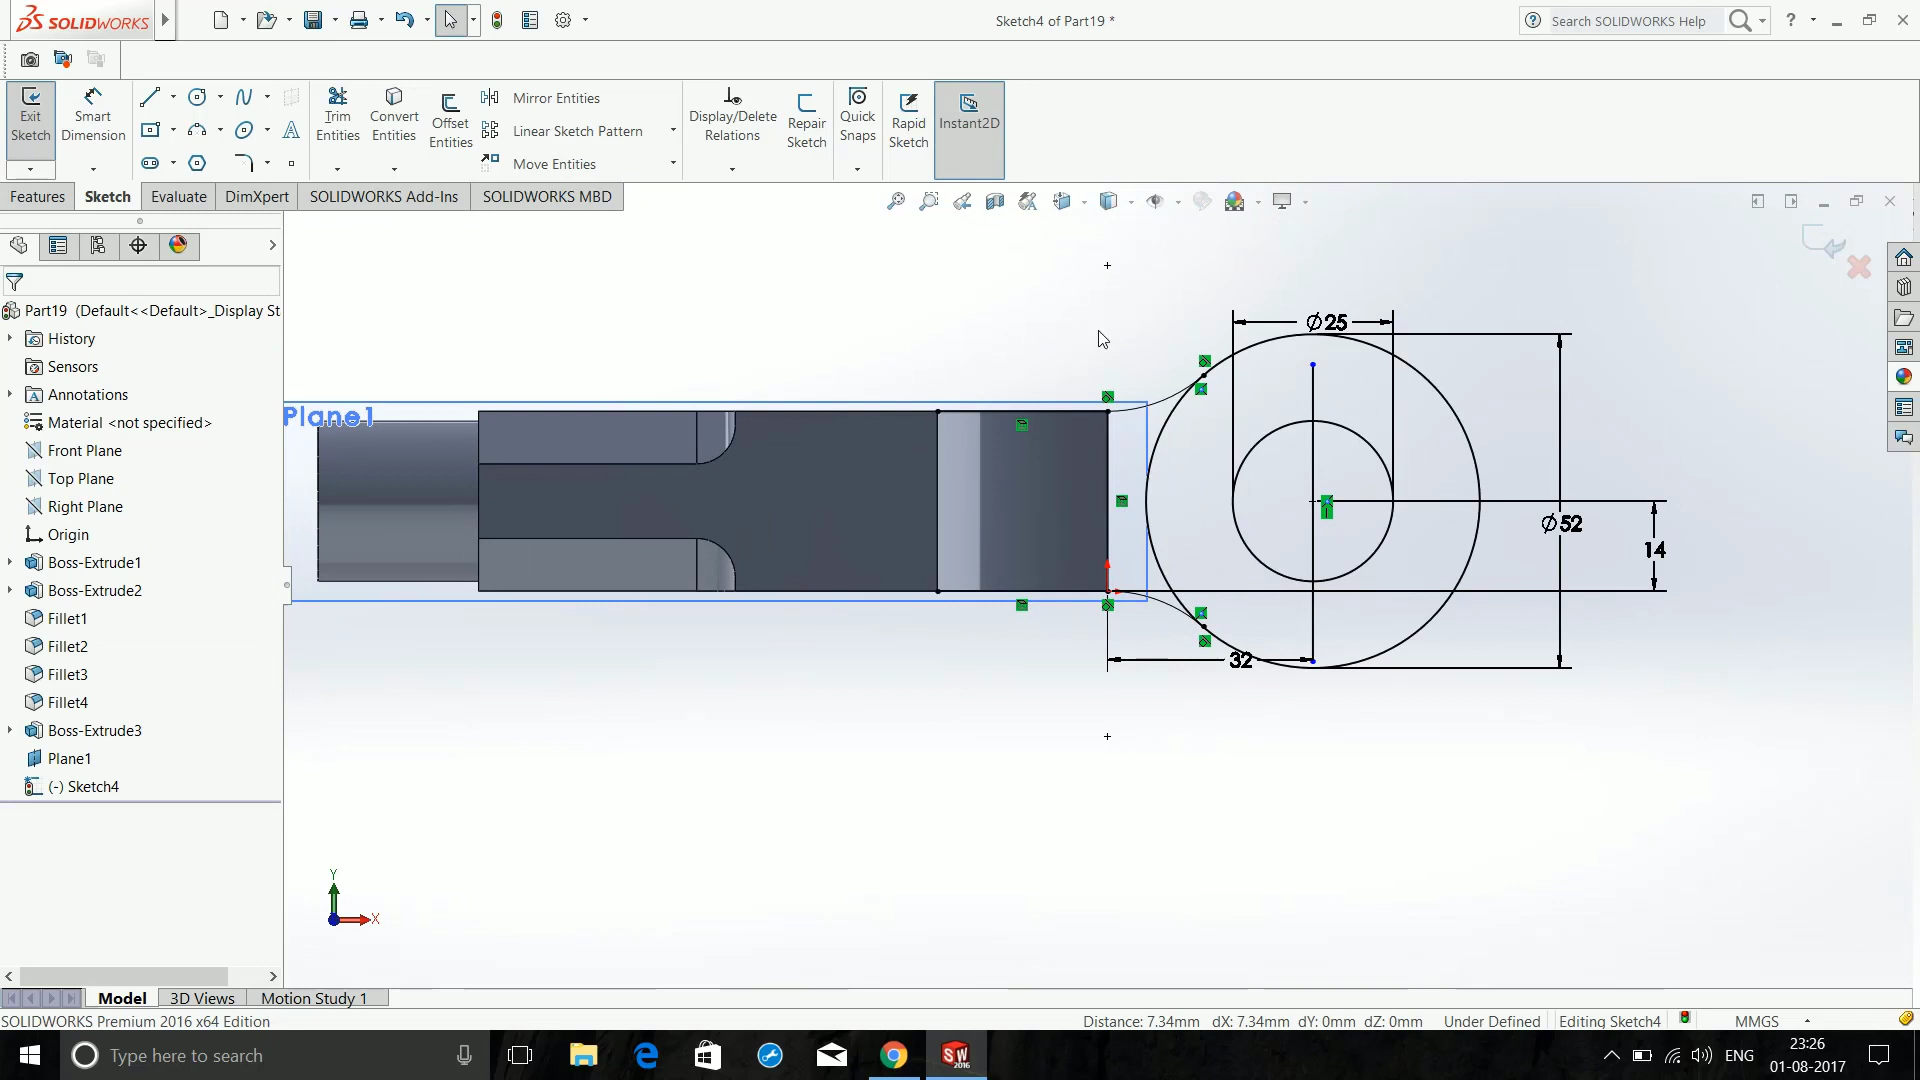 SOLIDWORKS
Sketch4 of Part19 *
Search SOLIDWORKS Help
Exit
Sketch
Smart
Dimension
Trim
Entities
Convert
Entities
Offset
Entities
Mirror Entities
Linear Sketch Pattern
Move Entities
Display/Delete
Relations
Repair
Sketch
Quick
Snaps
Rapid
Sketch
Instant2D
Features
Sketch
Evaluate
DimXpert
SOLIDWORKS Add-Ins
SOLIDWORKS MBD
Part19 (Default<<Default>_Display St
History
Sensors
Annotations
Material <not specified>
Front Plane
Top Plane
Right Plane
Origin
Boss-Extrude1
Boss-Extrude2
Fillet1
Fillet2
Fillet3
Fillet4
Boss-Extrude3
Plane1
(-) Sketch4
Plane1
Ø25
Ø52
14
32
Y
X
Model
3D Views
Motion Study 1
SOLIDWORKS Premium 2016 x64 Edition
Distance: 7.34mm dX: 7.34mm dY: 0mm dZ: 0mm
Under Defined
Editing Sketch4
MMGS
Type here to search
SW
2016
ENG
23:26
01-08-2017